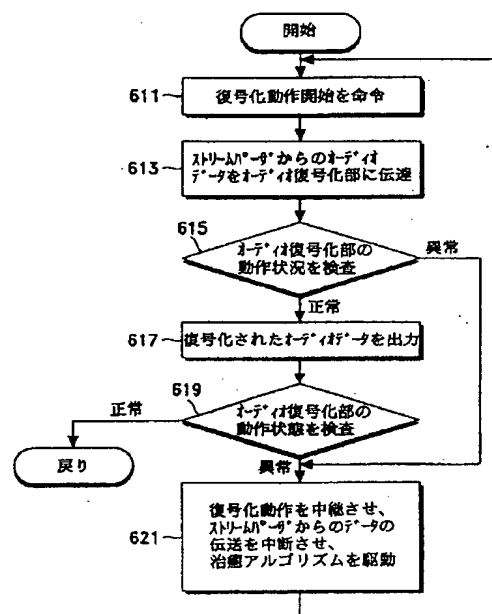 開始
611
復号化動作開始を命令
613
ｽﾄﾘｰﾑﾊﾟｰｻﾞからのｵｰﾃﾞｨｵ
ﾃﾞｰﾀをｵｰﾃﾞｨｵ復号化部に伝達
615
ｵｰﾃﾞｨｵ復号化部の
動作状況を検査
異常
正常
617
復号化されたｵｰﾃﾞｨｵﾃﾞｰﾀを出力
619
ｵｰﾃﾞｨｵ復号化部の
動作状態を検査
正常
戻り
異常
621
復号化動作を中継させ、
ｽﾄﾘｰﾑﾊﾟｰｻﾞからのﾃﾞｰﾀの
伝送を中断させ、
治癒アルゴリズムを駆動